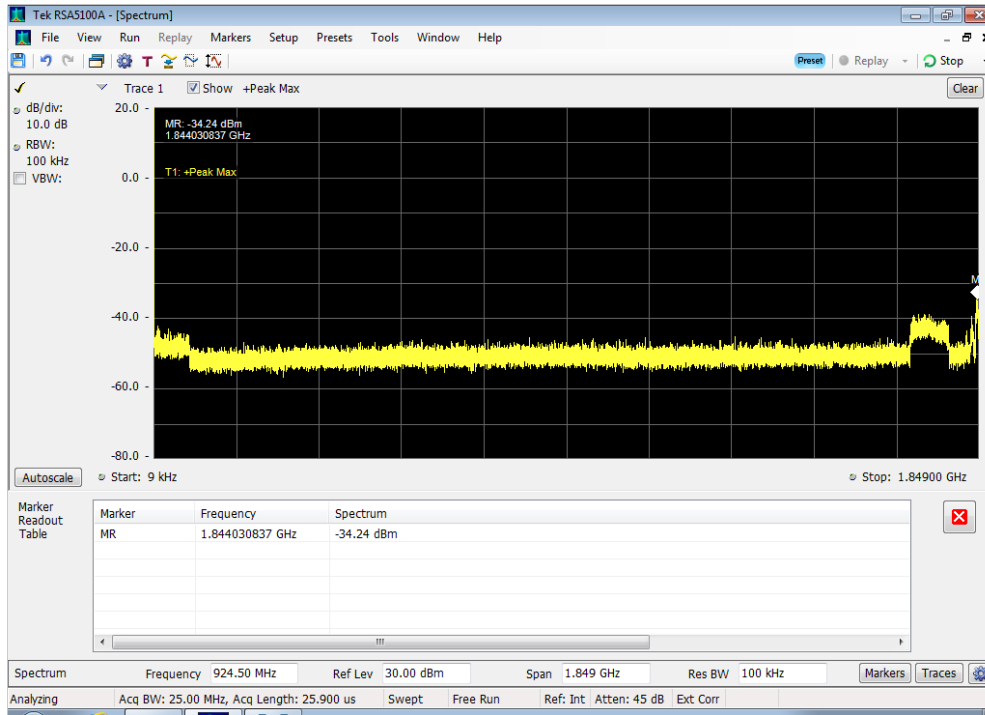 Tek RSA5100A - [Spectrum]
File View Run Replay Markers Setup Presets Tools Window Help
T Preset Replay Stop
Trace 1 Show +Peak Max Clear
dB/div:
10.0 dB
RBW:
100 kHz
VBW:
20.0 -
0.0 -
-20.0 -
-40.0 -
-60.0 -
-80.0 -
MR: -34.24 dBm
1.844030837 GHz
T1: +Peak Max
M
Autoscale Start: 9 kHz Stop: 1.84900 GHz
Marker
Readout
Table
Marker Frequency Spectrum
MR 1.844030837 GHz -34.24 dBm
Spectrum Frequency 924.50 MHz Ref Lev 30.00 dBm Span 1.849 GHz Res BW 100 kHz Markers Traces
Analyzing Acq BW: 25.00 MHz, Acq Length: 25.900 us Swept Free Run Ref: Int Atten: 45 dB Ext Corr